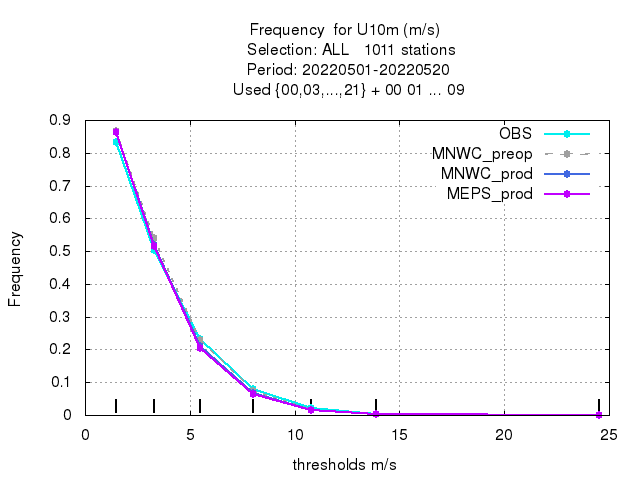 Frequency  for U10m (m/s)
Selection: ALL   1011 stations
Period: 20220501-20220520
Used {00,03,...,21} + 00 01 ... 09
OBS
MNWC_preop
MNWC_prod
MEPS_prod
Frequency
0.9
0.8
0.7
0.6
0.5
0.4
0.3
0.2
0.1
0
0 5 10 15 20 25
thresholds m/s